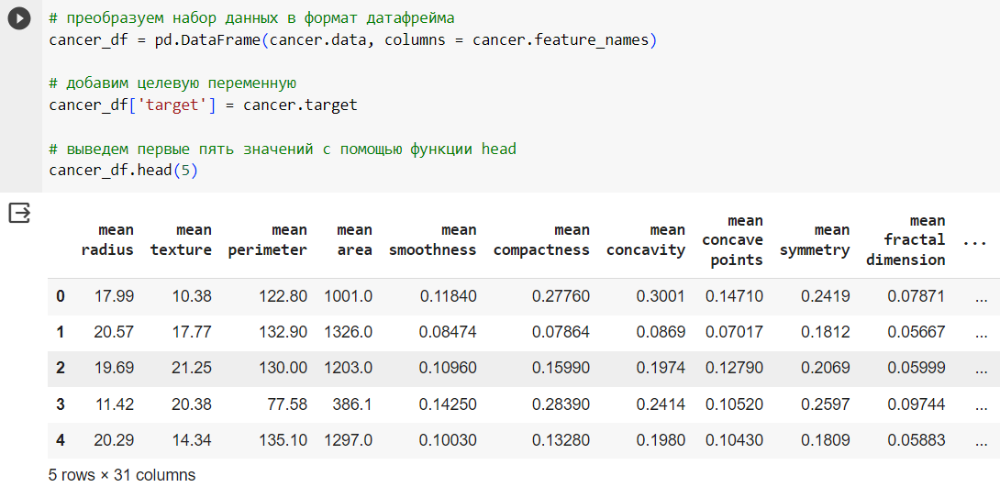 # преобразуем набор данных в формат датафрейма
cancer_df = pd.DataFrame(cancer.data, columns = cancer.feature_names)
# добавим целевую переменную
cancer_df['target'] = cancer.target
# выведем первые пять значений с помощью функции head
cancer_df.head(5)
mean radius mean texture mean perimeter mean area mean smoothness mean compactness mean concavity mean concave points mean symmetry mean fractal dimension ...
0 17.99 10.38 122.80 1001.0 0.11840 0.27760 0.3001 0.14710 0.2419 0.07871 ...
1 20.57 17.77 132.90 1326.0 0.08474 0.07864 0.0869 0.07017 0.1812 0.05667 ...
2 19.69 21.25 130.00 1203.0 0.10960 0.15990 0.1974 0.12790 0.2069 0.05999 ...
3 11.42 20.38 77.58 386.1 0.14250 0.28390 0.2414 0.10520 0.2597 0.09744 ...
4 20.29 14.34 135.10 1297.0 0.10030 0.13280 0.1980 0.10430 0.1809 0.05883 ...
5 rows × 31 columns